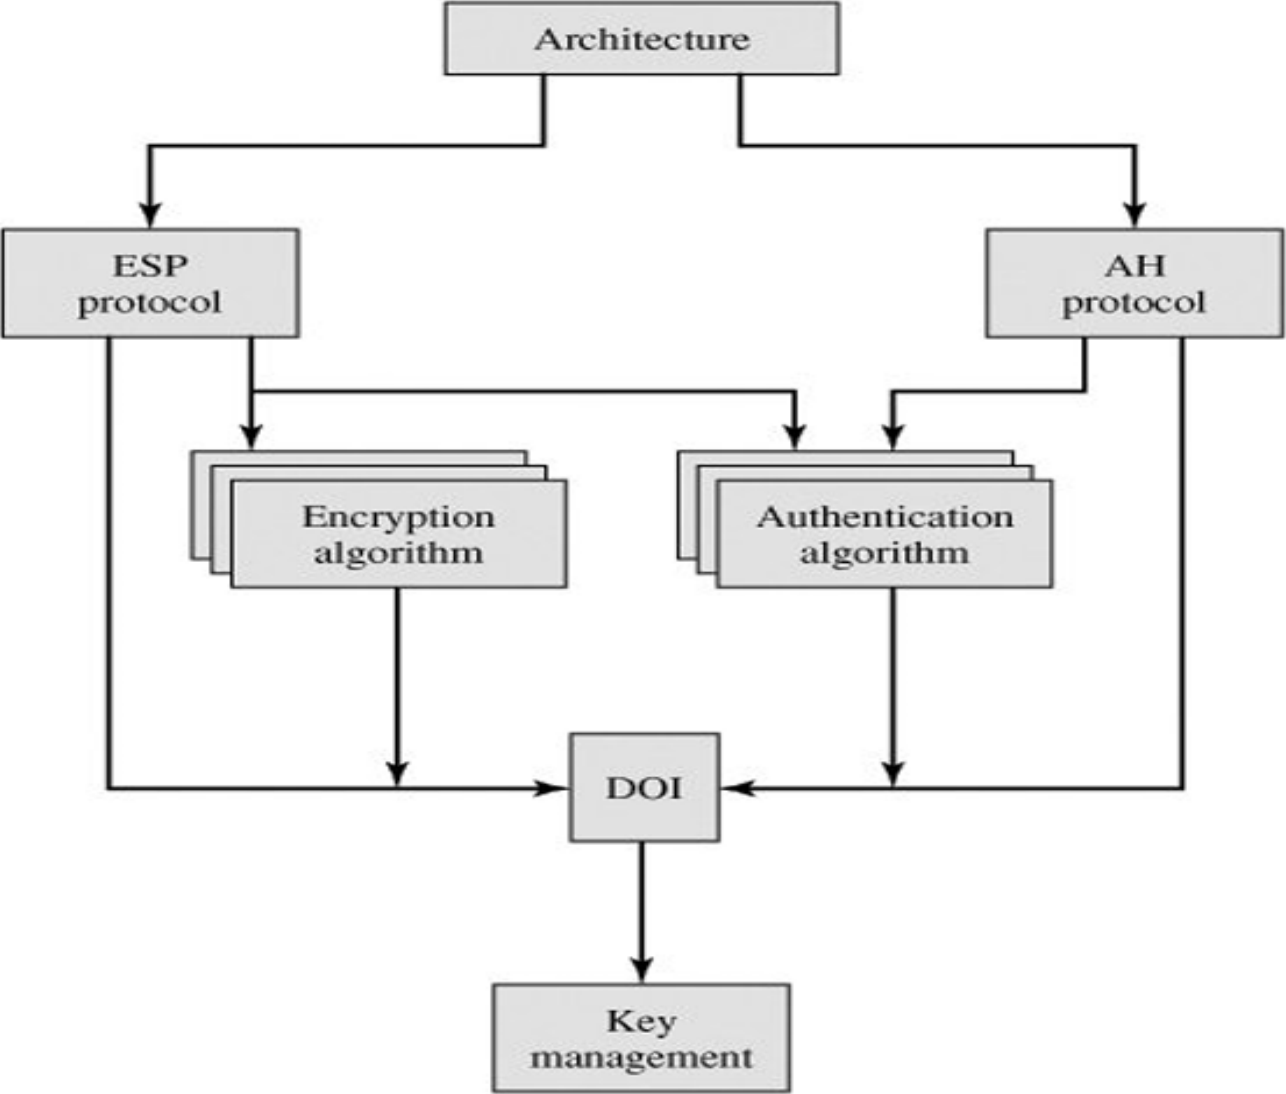 Architecture
ESP
protocol
AH
protocol
Encryption
algorithm
Authentication
algorithm
DOI
Key
management